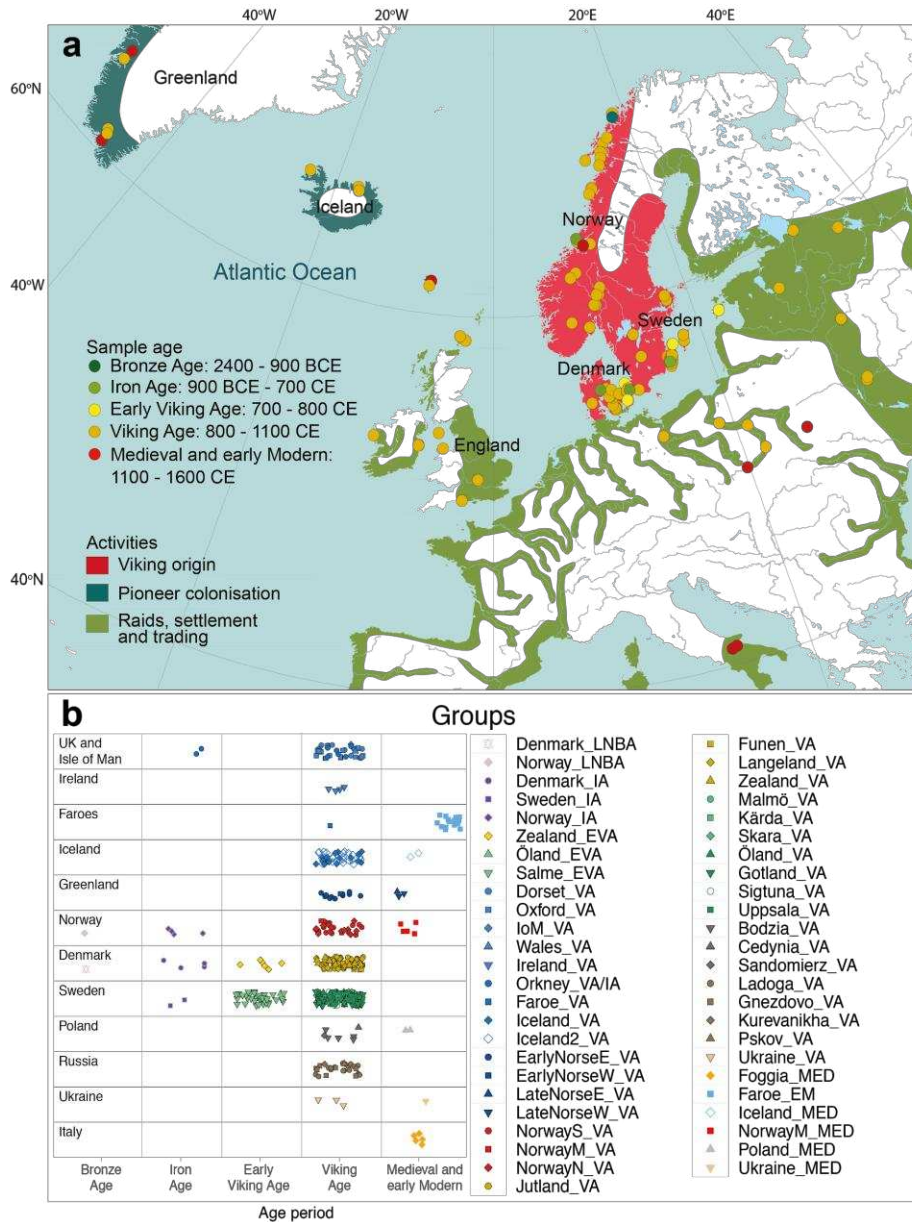 40°W
20°W
20°E
40°E
a
60°N
Greenland
Iceland
Norway
Atlantic Ocean
40°W
Sweden
Denmark
England
Sample age
Bronze Age: 2400 - 900 BCE
Iron Age: 900 BCE - 700 CE
Early Viking Age: 700 - 800 CE
Viking Age: 800 - 1100 CE
Medieval and early Modern:
1100 - 1600 CE
Activities
Viking origin
Pioneer colonisation
Raids, settlement
and trading
40°N
b
Groups
UK and
Isle of Man
Ireland
Faroes
Iceland
Greenland
Norway
Denmark
Sweden
Poland
Russia
Ukraine
Italy
Bronze
Age
Iron
Age
Early
Viking Age
Viking
Age
Medieval and
early Modern
Age period
Denmark_LNBA
Norway_LNBA
Denmark_IA
Sweden_IA
Norway_IA
Zealand_EVA
Öland_EVA
Salme_EVA
Dorset_VA
Oxford_VA
IoM_VA
Wales_VA
Ireland_VA
Orkney_VA/IA
Faroe_VA
Iceland_VA
Iceland2_VA
EarlyNorseE_VA
EarlyNorseW_VA
LateNorseE_VA
LateNorseW_VA
NorwayS_VA
NorwayM_VA
NorwayN_VA
Jutland_VA
Funen_VA
Langeland_VA
Zealand_VA
Malmö_VA
Kärda_VA
Skara_VA
Öland_VA
Gotland_VA
Sigtuna_VA
Uppsala_VA
Bodzia_VA
Cedynia_VA
Sandomierz_VA
Ladoga_VA
Gnezdovo_VA
Kurevanikha_VA
Pskov_VA
Ukraine_VA
Foggia_MED
Faroe_EM
Iceland_MED
NorwayM_MED
Poland_MED
Ukraine_MED